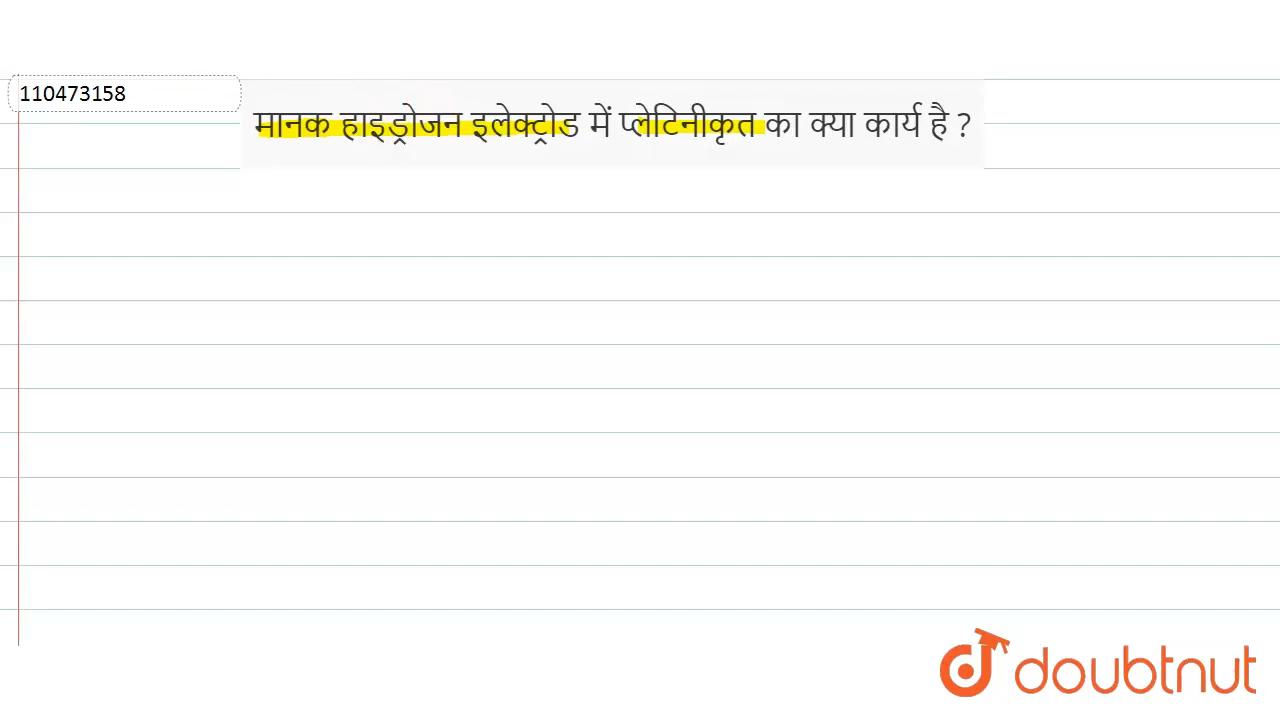 110473158
मानक हाइड्रोजन इलेक्ट्रोड में प्लेटिनीकृत का क्या कार्य है ?
doubtnut